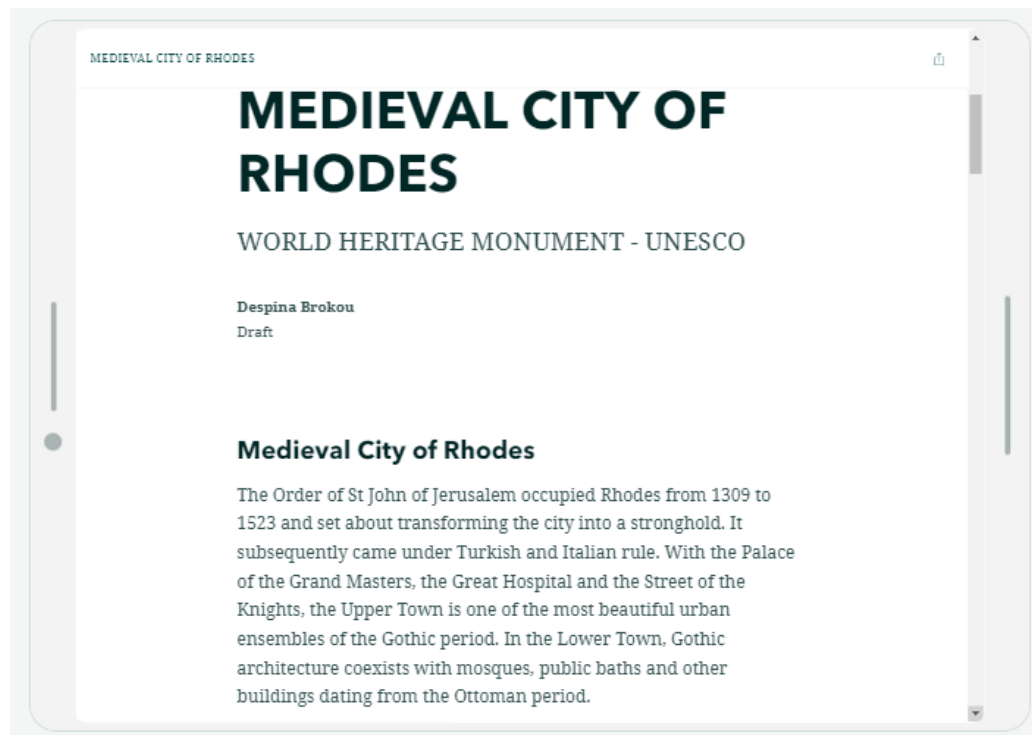 MEDIEVAL CITY OF RHODES
MEDIEVAL CITY OF
RHODES
WORLD HERITAGE MONUMENT - UNESCO
Despina Brokou
Draft
Medieval City of Rhodes
The Order of St John of Jerusalem occupied Rhodes from 1309 to
1523 and set about transforming the city into a stronghold. It
subsequently came under Turkish and Italian rule. With the Palace
of the Grand Masters, the Great Hospital and the Street of the
Knights, the Upper Town is one of the most beautiful urban
ensembles of the Gothic period. In the Lower Town, Gothic
architecture coexists with mosques, public baths and other
buildings dating from the Ottoman period.